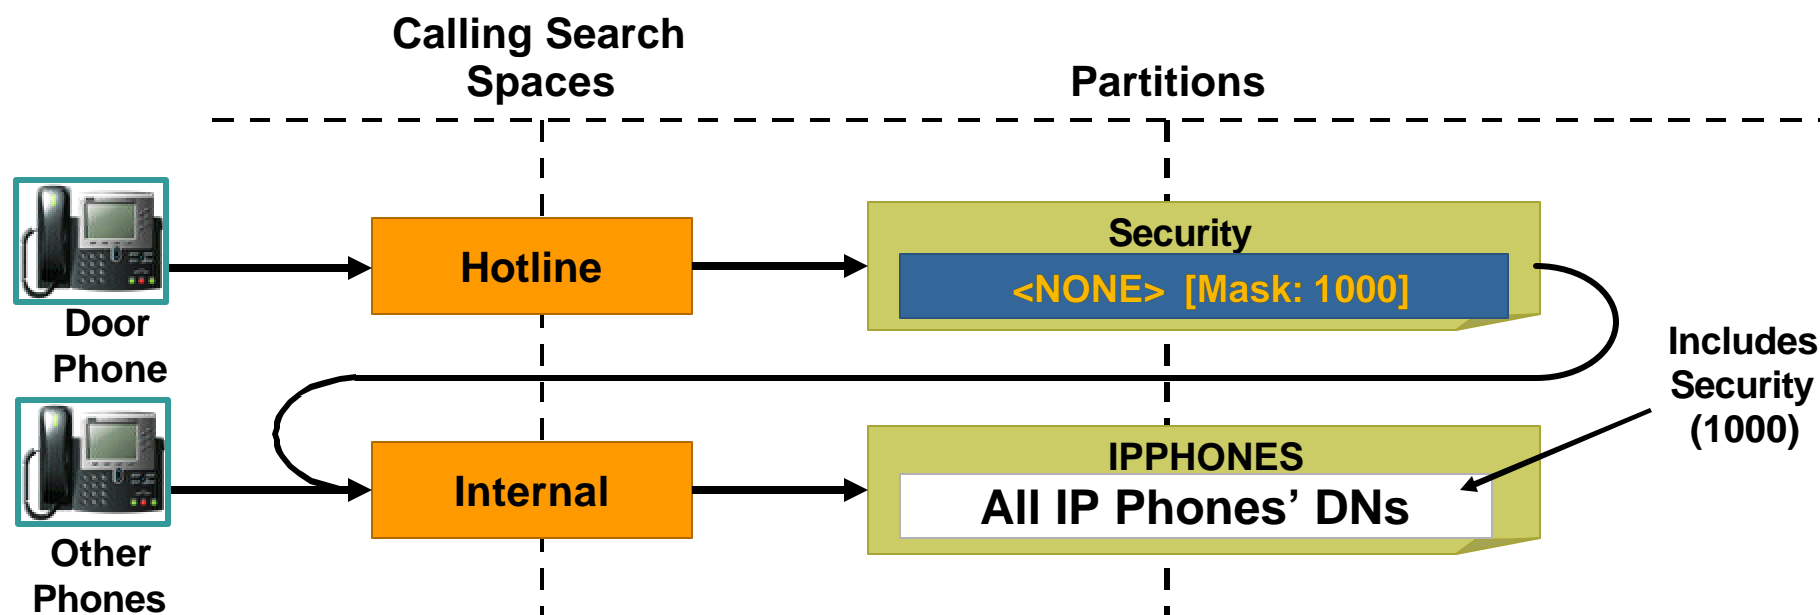 Calling Search
Spaces
Partitions
Door
Phone
Hotline
Security
<NONE> [Mask: 1000]
Includes
Security
(1000)
Other
Phones
Internal
IPPHONES
All IP Phones’ DNs